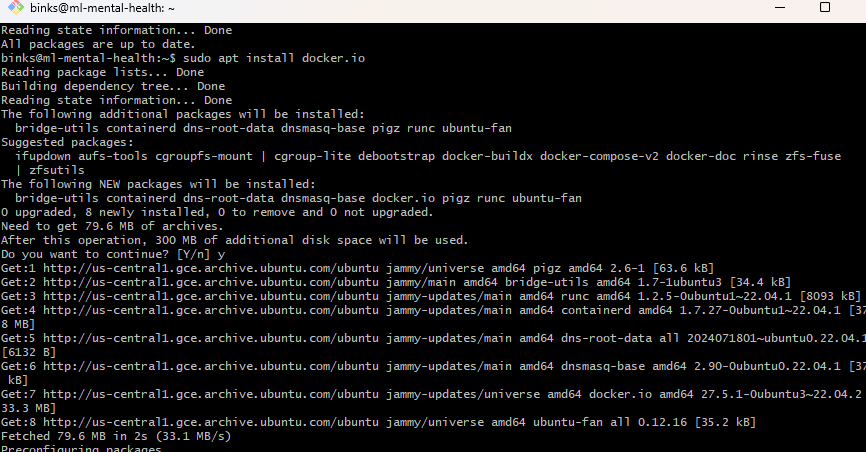 binks@ml-mental-health: ~
Reading state information... Done
All packages are up to date.
binks@ml-mental-health:~$ sudo apt install docker.io
Reading package lists... Done
Building dependency tree... Done
Reading state information... Done
The following additional packages will be installed:
  bridge-utils containerd dns-root-data dnsmasq-base pigz runc ubuntu-fan
Suggested packages:
  ifupdown aufs-tools cgroupfs-mount | cgroup-lite debootstrap docker-buildx docker-compose-v2 docker-doc rinse zfs-fuse
  | zfsutils
The following NEW packages will be installed:
  bridge-utils containerd dns-root-data dnsmasq-base docker.io pigz runc ubuntu-fan
0 upgraded, 8 newly installed, 0 to remove and 0 not upgraded.
Need to get 79.6 MB of archives.
After this operation, 300 MB of additional disk space will be used.
Do you want to continue? [Y/n] y
Get:1 http://us-central1.gce.archive.ubuntu.com/ubuntu jammy/universe amd64 pigz amd64 2.6-1 [63.6 kB]
Get:2 http://us-central1.gce.archive.ubuntu.com/ubuntu jammy/main amd64 bridge-utils amd64 1.7-1ubuntu3 [34.4 kB]
Get:3 http://us-central1.gce.archive.ubuntu.com/ubuntu jammy-updates/main amd64 runc amd64 1.2.5-0ubuntu1~22.04.1 [8093 kB]
Get:4 http://us-central1.gce.archive.ubuntu.com/ubuntu jammy-updates/main amd64 containerd amd64 1.7.27-0ubuntu1~22.04.1 [37
8 MB]
Get:5 http://us-central1.gce.archive.ubuntu.com/ubuntu jammy-updates/main amd64 dns-root-data all 2024071801~ubuntu0.22.04.1
[6132 B]
Get:6 http://us-central1.gce.archive.ubuntu.com/ubuntu jammy-updates/main amd64 dnsmasq-base amd64 2.90-0ubuntu0.22.04.1 [37
 kB]
Get:7 http://us-central1.gce.archive.ubuntu.com/ubuntu jammy-updates/universe amd64 docker.io amd64 27.5.1-0ubuntu3~22.04.2
33.3 MB]
Get:8 http://us-central1.gce.archive.ubuntu.com/ubuntu jammy/universe amd64 ubuntu-fan all 0.12.16 [35.2 kB]
Fetched 79.6 MB in 2s (33.1 MB/s)
Preconfiguring packages